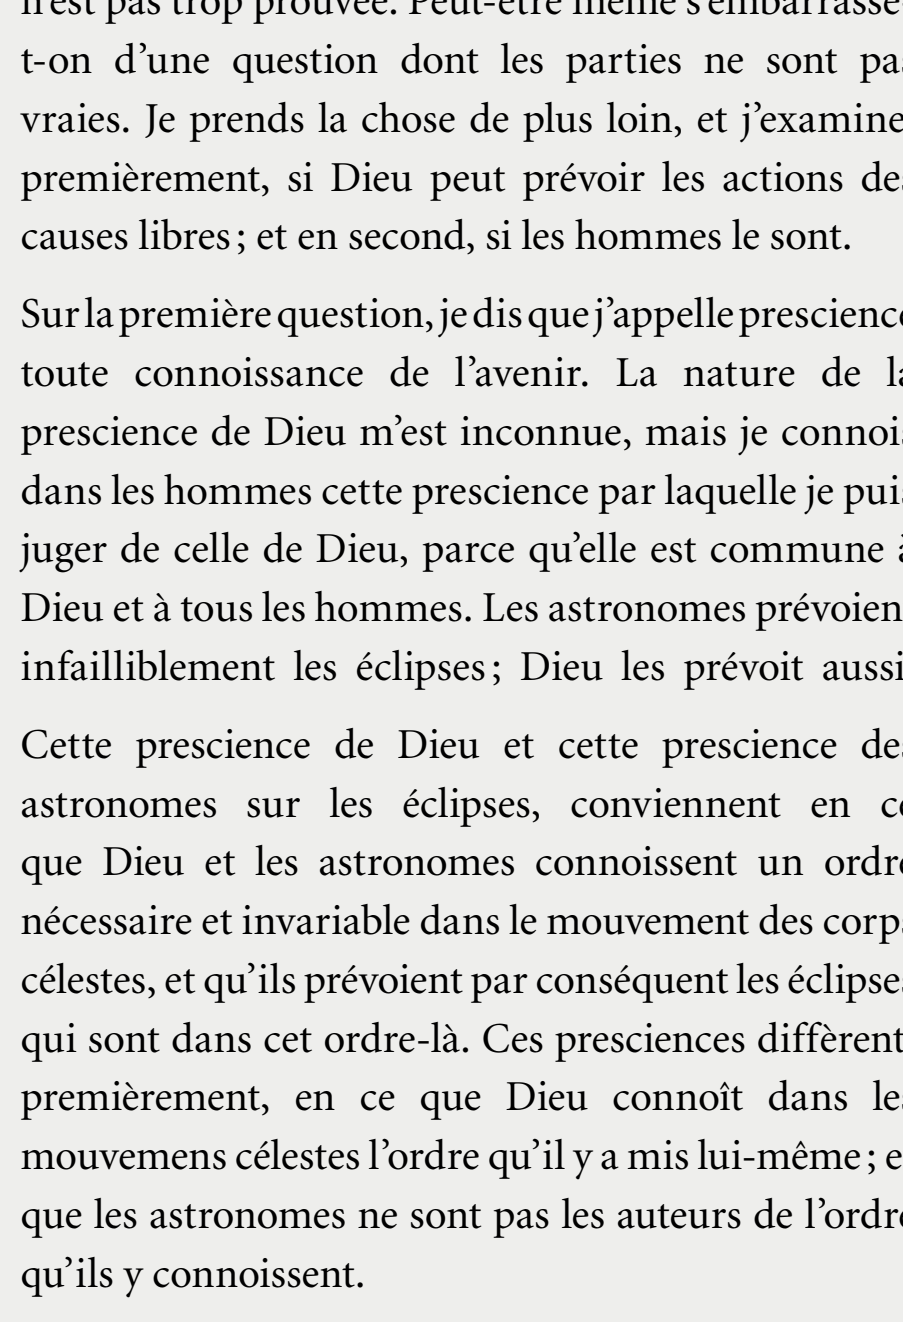 n'est pas trop prouvée. Peut-être même s'embarrasse-
t-on d’une question dont les parties ne sont pas
vraies. Je prends la chose de plus loin, et j’examine,
premièrement, si Dieu peut prévoir les actions des
causes libres ; et en second, si les hommes le sont.
Sur la première question, je dis que j’appelle prescience
toute connoissance de l’avenir. La nature de la
prescience de Dieu m’est inconnue, mais je connois
dans les hommes cette prescience par laquelle je puis
juger de celle de Dieu, parce qu’elle est commune à
Dieu et à tous les hommes. Les astronomes prévoient
infailliblement les éclipses ; Dieu les prévoit aussi.
Cette prescience de Dieu et cette prescience des
astronomes sur les éclipses, conviennent en ce
que Dieu et les astronomes connoissent un ordre
nécessaire et invariable dans le mouvement des corps
célestes, et qu’ils prévoient par conséquent les éclipses
qui sont dans cet ordre-là. Ces presciences diffèrent,
premièrement, en ce que Dieu connoît dans les
mouvemens célestes l’ordre qu’il y a mis lui-même ; et
que les astronomes ne sont pas les auteurs de l’ordre
qu’ils y connoissent.